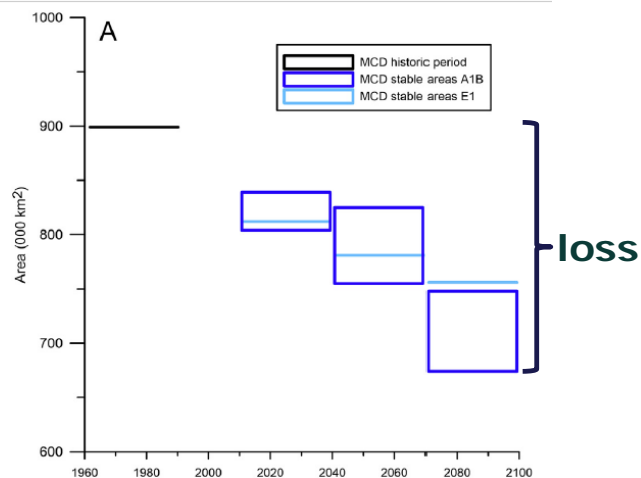 1000
A
MCD historic period
MCD stable areas A1B
MCD stable areas E1
900
Area (000 km²)
800
loss
700
600
1960 1980 2000 2020 2040 2060 2080 2100